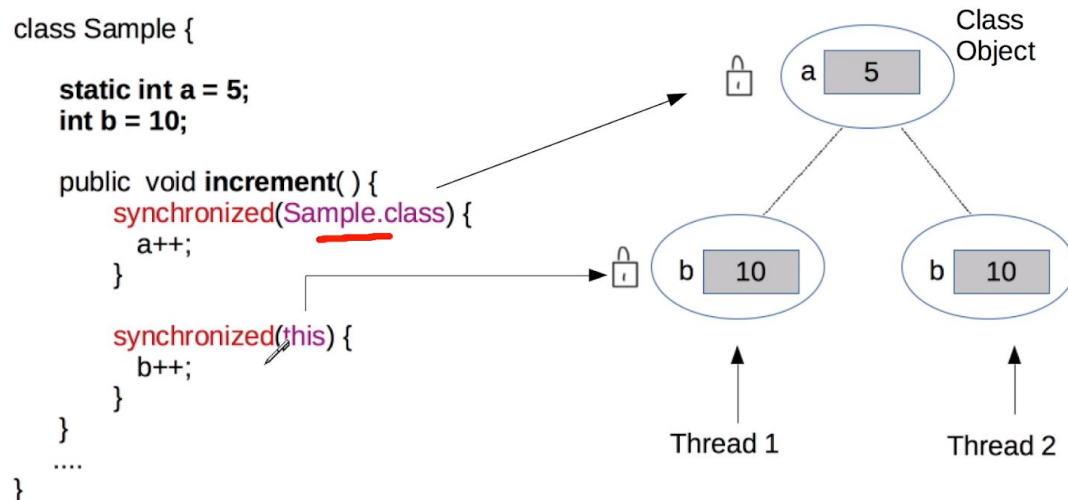 class Sample {
static int a = 5;
int b = 10;
public void increment( ) {
synchronized(Sample.class) {
a++;
}
synchronized(this) {
b++;
}
}
....
}
Class
Object
a 5
b 10
b 10
Thread 1
Thread 2